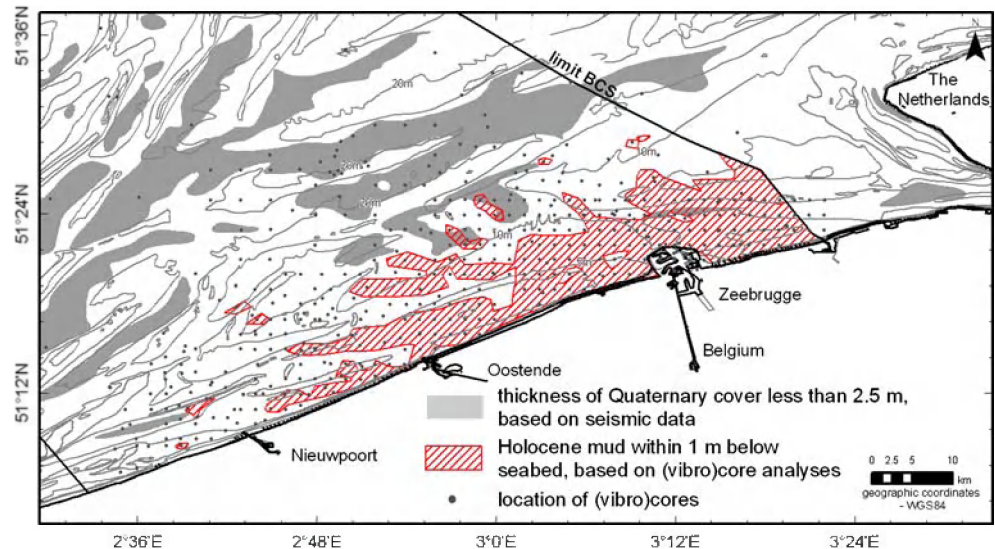 51°36'N
51°24'N
51°12'N
N
limit BCS
The
Netherlands
20m
20m
10m
10m
Zeebrugge
Belgium
Oostende
Nieuwpoort
thickness of Quaternary cover less than 2.5 m,
based on seismic data
Holocene mud within 1 m below
seabed, based on (vibro)core analyses
location of (vibro)cores
0 2.5 5 10
km
geographic coordinates
- WGS84
2°36'E
2°48'E
3°0'E
3°12'E
3°24'E